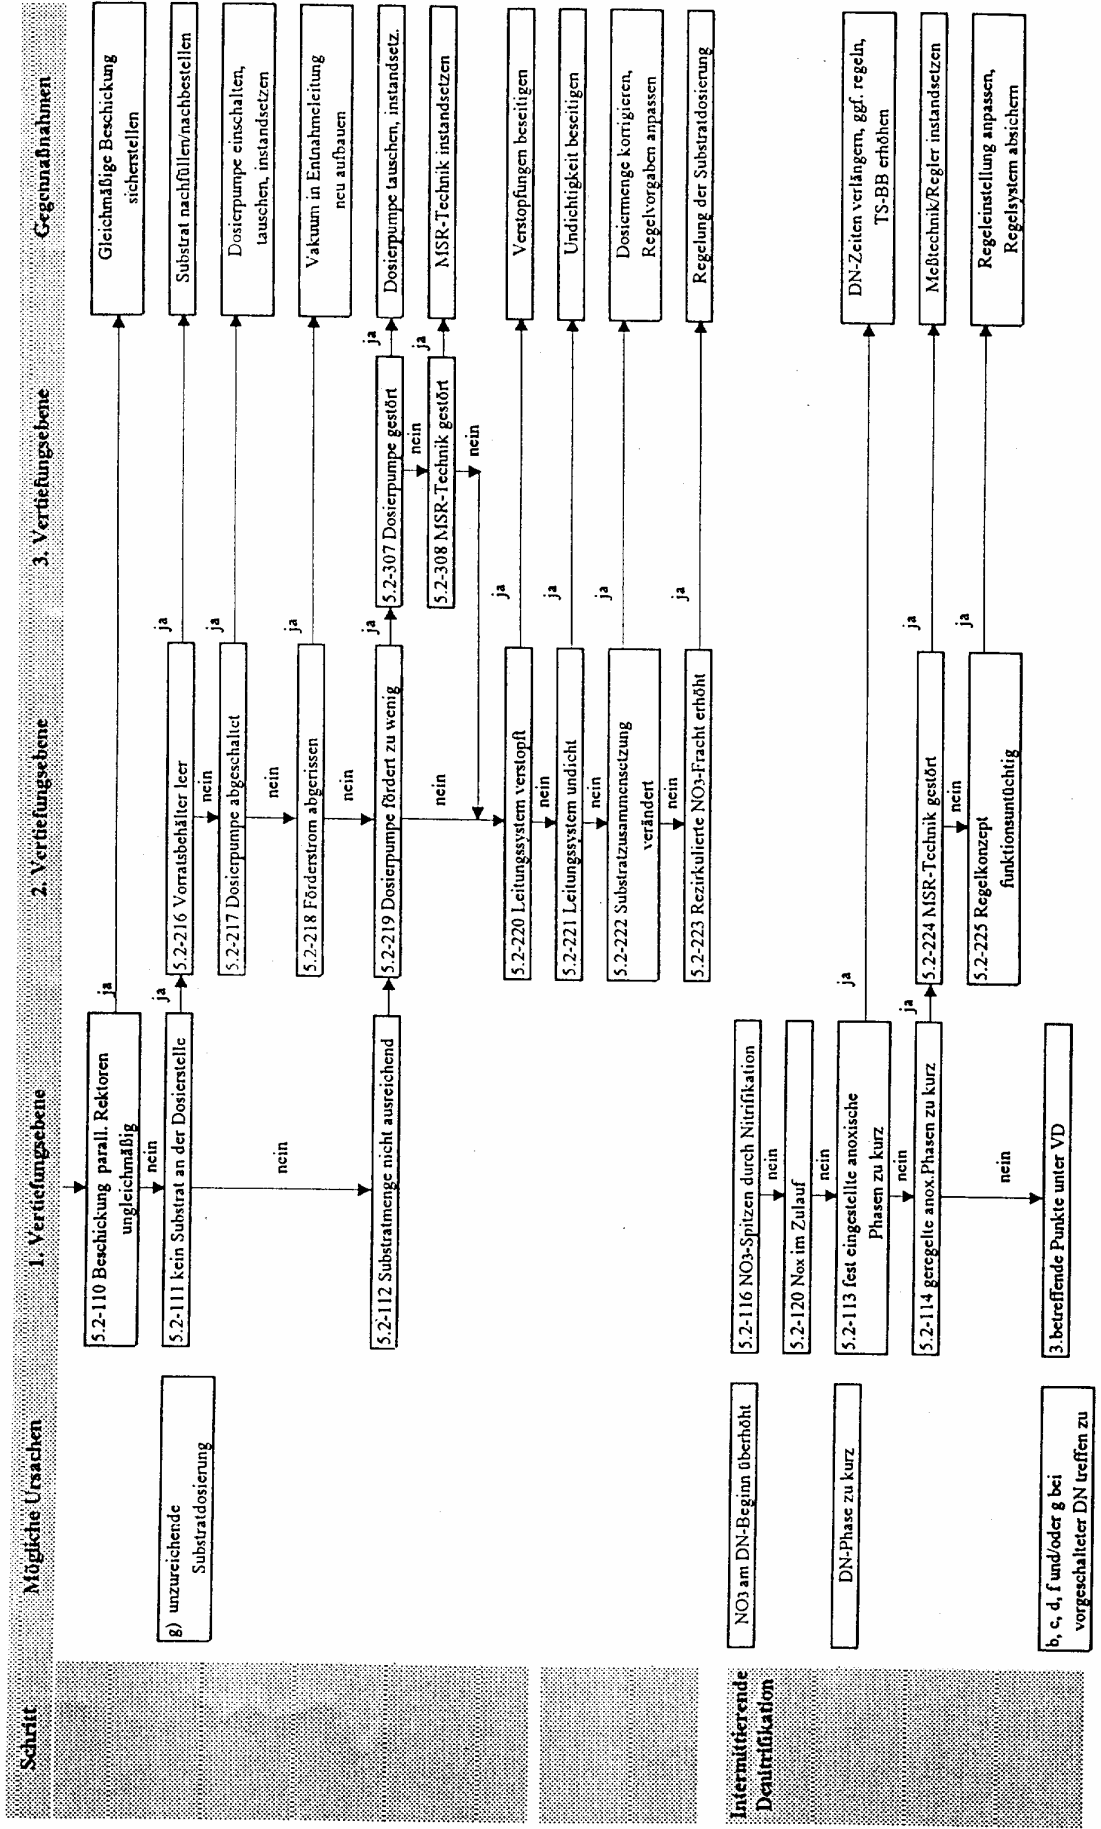 Schritt
Mögliche Ursachen
1. Vertiefungsebene
2. Vertiefungsebene
3. Vertiefungsebene
Gegenmaßnahmen
5.2-110 Beschickung parall. Rektoren
ungleichmäßig
ja
Gleichmäßige Beschickung
sicherstellen
nein
g) unzureichende
Substratdosierung
5.2-111 kein Substrat an der Dosierstelle
ja
5.2-216 Vorratsbehälter leer
ja
Substrat nachfüllen/nachbestellen
nein
5.2-217 Dosierpumpe abgeschaltet
ja
Dosierpumpe einschalten,
tauschen, instandsetzen
nein
nein
5.2-218 Förderstrom abgerissen
ja
Vakuum in Entnahmeleitung
neu aufbauen
nein
5.2-112 Substratmenge nicht ausreichend
5.2-219 Dosierpumpe fördert zu wenig
ja
5.2-307 Dosierpumpe gestört
ja
Dosierpumpe tauschen, instandsetz.
nein
nein
5.2-308 MSR-Technik gestört
ja
MSR-Technik instandsetzen
nein
5.2-220 Leitungssystem verstopft
ja
Verstopfungen beseitigen
nein
5.2-221 Leitungssystem undicht
ja
Undichtigkeit beseitigen
nein
5.2-222 Substratzusammensetzung
verändert
ja
Dosiermenge korrigieren,
Regelvorgaben anpassen
nein
5.2-223 Rezirkulierte NO3-Fracht erhöht
ja
Regelung der Substratdosierung
Intermittierende
Denitrifikation
NO3 am DN-Beginn überhöht
5.2-116 NO3-Spitzen durch Nitrifikation
nein
5.2-120 Nox im Zulauf
nein
DN-Phase zu kurz
5.2-113 fest eingestellte anoxische
Phasen zu kurz
ja
DN-Zeiten verlängern, ggf. regeln,
TS-BB erhöhen
nein
5.2-114 geregelte anox.Phasen zu kurz
ja
5.2-224 MSR-Technik gestört
ja
Meßtechnik/Regler instandsetzen
nein
5.2-225 Regelkonzept
funktionsuntüchtig
ja
Regeleinstellung anpassen,
Regelsystem absichern
nein
b, c, d, f und/oder g bei
vorgeschalteter DN treffen zu
3.betreffende Punkte unter VD